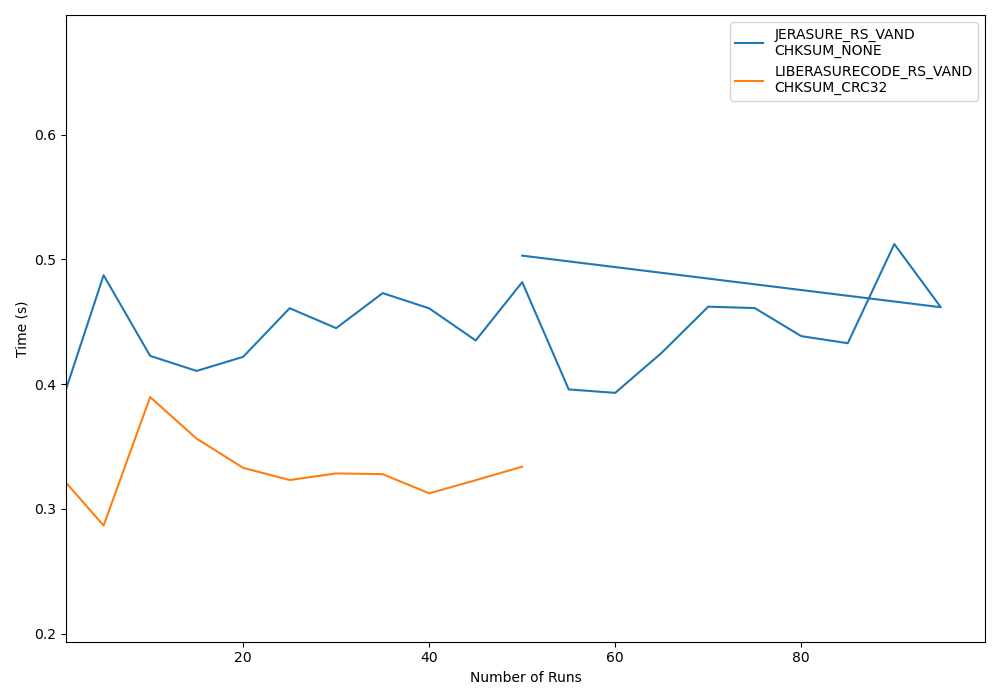 JERASURE_RS_VAND
CHKSUM_NONE
LIBERASURECODE_RS_VAND
CHKSUM_CRC32
0.6
0.5
0.4
0.3
0.2
Time (s)
20
40
60
80
Number of Runs